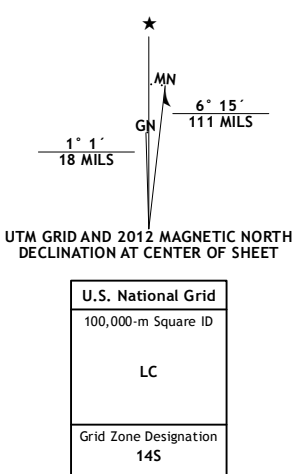 ★
MN
GN
6° 15´
111 MILS
1° 1´
18 MILS
UTM GRID AND 2012 MAGNETIC NORTH
DECLINATION AT CENTER OF SHEET
U.S. National Grid
100,000-m Square ID
LC
Grid Zone Designation
14S